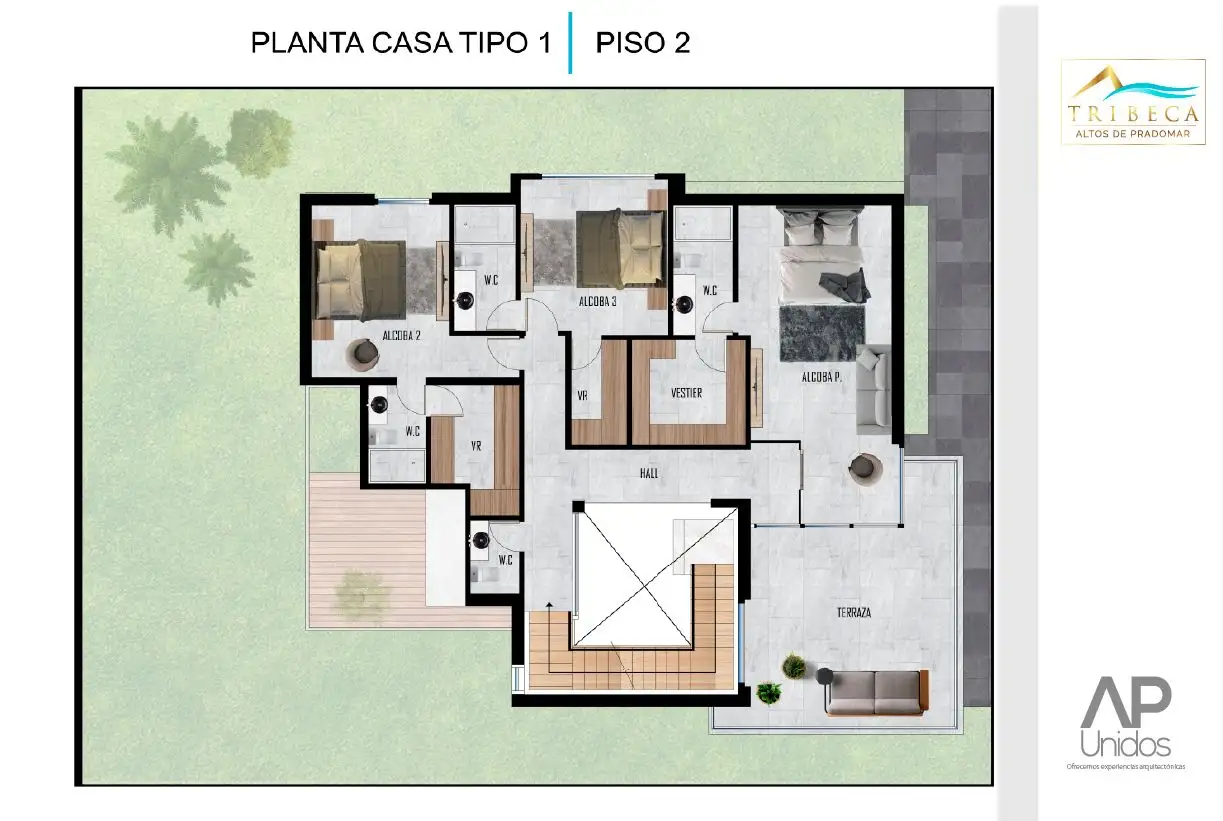 PLANTA CASA TIPO 1 PISO 2
TRIBECA
ALTOS DE PRADOMAR
W.C
ALCOBA 3
W.C
ALCOBA 2
ALCOBA P.
VR
VESTIER
W.C
VR
HALL
W.C
TERRAZA
AP
Unidos
Ofrecemos experiencias arquitectónicas